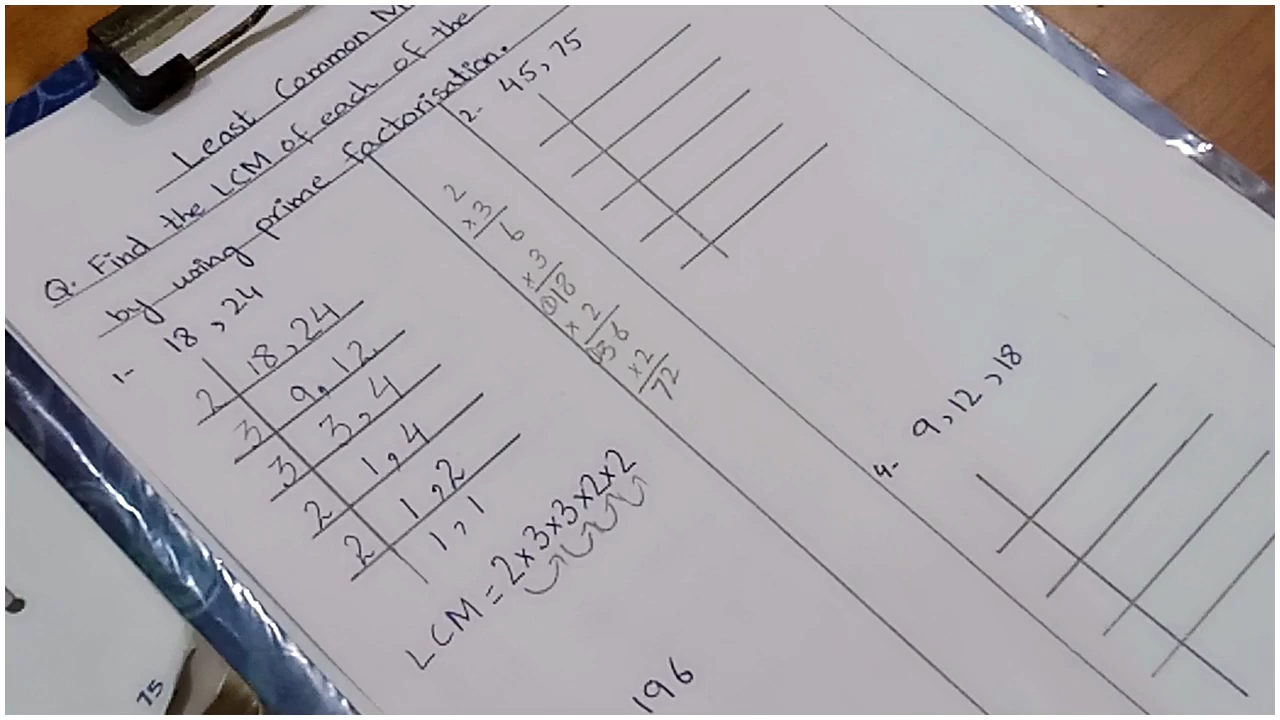 Least Common M
Q. Find the LCM of each of the
by using prime factorisation.
1- 18, 24
2 18, 24
3 9, 12
3 3, 4
2 1, 4
2 1, 2
1, 1
LCM = 2×3×3×2×2
2
×3
6
×3
18
×2
36
×2
72
2- 45, 75
4- 9, 12, 18
196
75